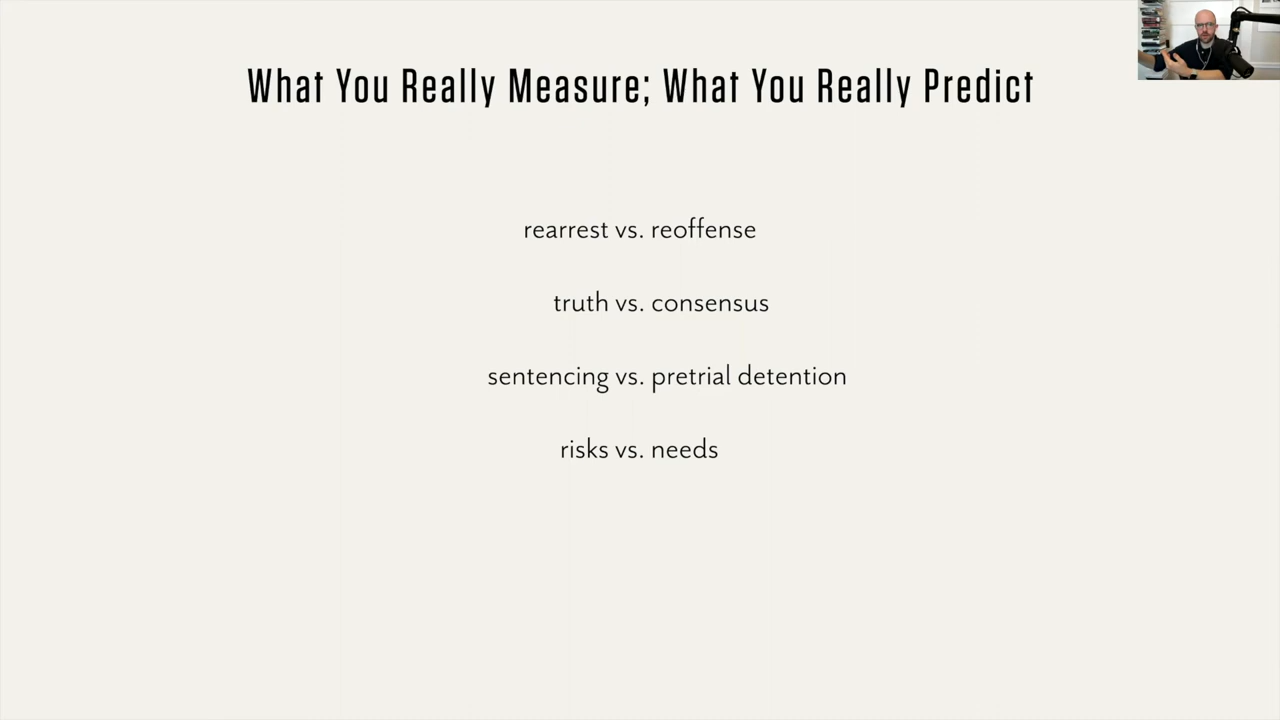 What You Really Measure; What You Really Predict
rearrest vs. reoffense
truth vs. consensus
sentencing vs. pretrial detention
risks vs. needs